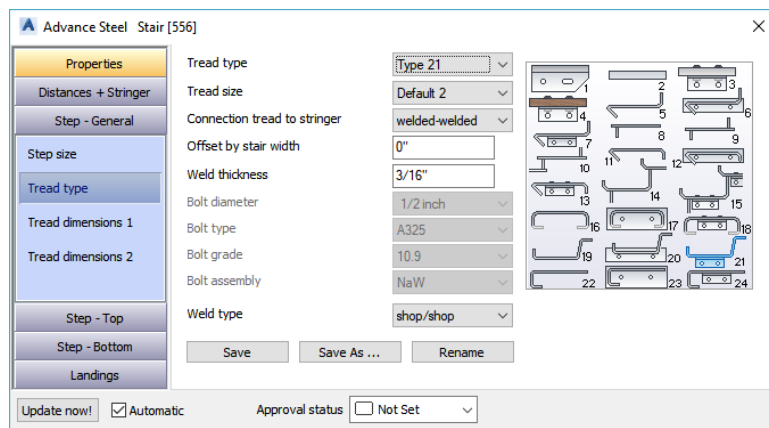 Advance Steel Stair [556]
Properties
Distances + Stringer
Step - General
Step size
Tread type
Tread dimensions 1
Tread dimensions 2
Step - Top
Step - Bottom
Landings
Tread type Type 21
Tread size Default 2
Connection tread to stringer welded-welded
Offset by stair width 0"
Weld thickness 3/16"
Bolt diameter 1/2 inch
Bolt type A325
Bolt grade 10.9
Bolt assembly NaW
Weld type shop/shop
Save Save As ... Rename
1 2 3
4 5 6
7 8 9
10 11 12
13 14 15
16 17 18
19 20 21
22 23 24
Update now! Automatic Approval status Not Set